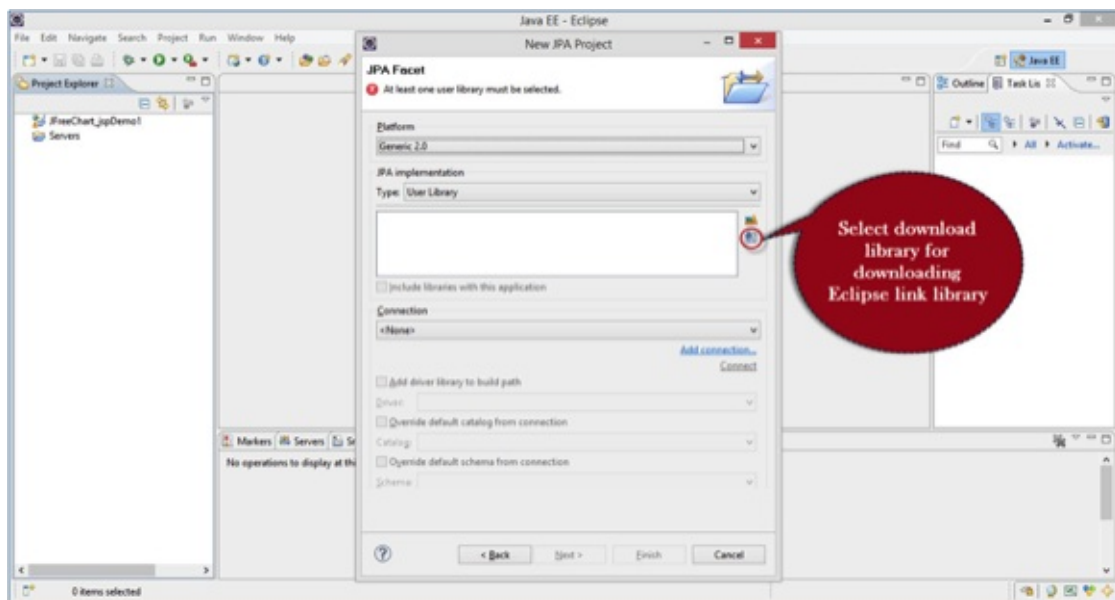 Java EE - Eclipse
File Edit Navigate Search Project Run Window Help
New JPA Project
Java EE
Project Explorer
JPA Facet
At least one user library must be selected.
Outline
Task Lis
JFreeChart_jspDemo1
Servers
Platform
Generic 2.0
Find
All
Activate...
JPA implementation
Type: User Library
Select download
library for
downloading
Eclipse link library
Include libraries with this application
Connection
<None>
Add connection...
Connect
Add driver library to build path
Driver:
Override default catalog from connection
Catalog:
Override default schema from connection
Schema:
Markers
Servers
No operations to display at thi
? < Back Next > Finish Cancel
0 items selected